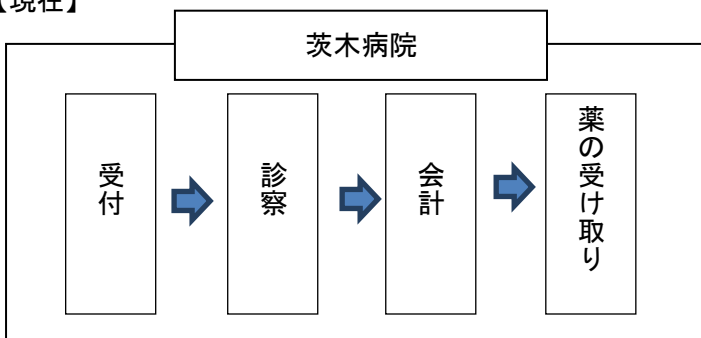 【現在】
茨木病院
受付
診察
会計
薬の受け取り